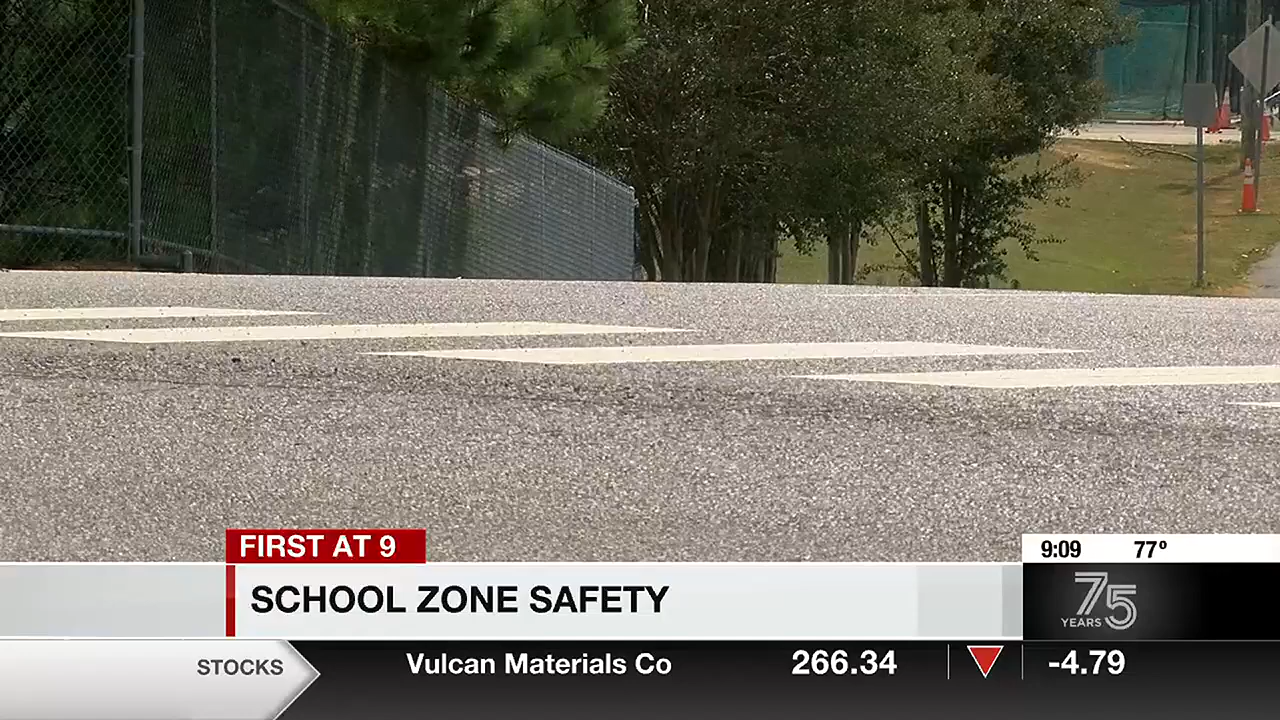 FIRST AT 9
SCHOOL ZONE SAFETY
9:09 77°
75
YEARS
STOCKS Vulcan Materials Co 266.34 -4.79